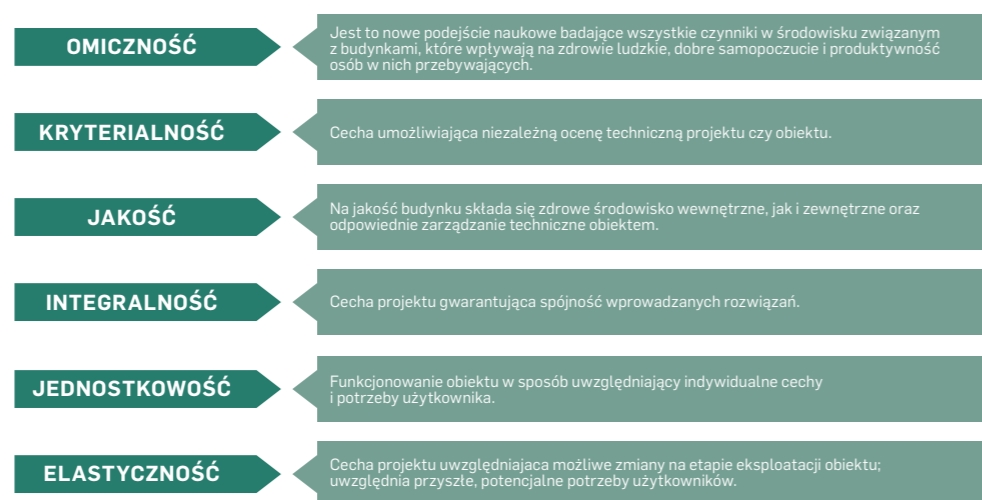 OMICZNOŚĆ
Jest to nowe podejście naukowe badające wszystkie czynniki w środowisku związanym
z budynkami, które wpływają na zdrowie ludzkie, dobre samopoczucie i produktywność
osób w nich przebywających.
KRYTERIALNOŚĆ
Cecha umożliwiająca niezależną ocenę techniczną projektu czy obiektu.
JAKOŚĆ
Na jakość budynku składa się zdrowe środowisko wewnętrzne, jak i zewnętrzne oraz
odpowiednie zarządzanie techniczne obiektem.
INTEGRALNOŚĆ
Cecha projektu gwarantująca spójność wprowadzanych rozwiązań.
JEDNOSTKOWOŚĆ
Funkcjonowanie obiektu w sposób uwzględniający indywidualne cechy
i potrzeby użytkownika.
ELASTYCZNOŚĆ
Cecha projektu uwzględniajaca możliwe zmiany na etapie eksploatacji obiektu;
uwzględnia przyszłe, potencjalne potrzeby użytkowników.